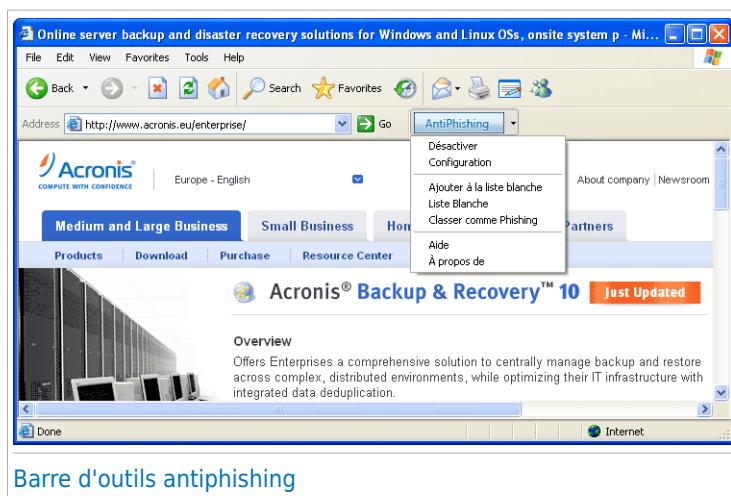 Online server backup and disaster recovery solutions for Windows and Linux OSs, onsite system p - Mi...
File Edit View Favorites Tools Help
Back Search Favorites
Address http://www.acronis.eu/enterprise/ Go AntiPhishing
Désactiver
Configuration
Ajouter à la liste blanche
Liste Blanche
Classer comme Phishing
Aide
À propos de
Acronis®
COMPUTE WITH CONFIDENCE
Europe - English
About company Newsroom
Medium and Large Business Small Business Hon Partners
Products Download Purchase Resource Center
Acronis® Backup & Recovery™ 10 Just Updated
Overview
Offers Enterprises a comprehensive solution to centrally manage backup and restore
across complex, distributed environments, while optimizing their IT infrastructure with
integrated data deduplication.
Done Internet
Barre d'outils antiphishing